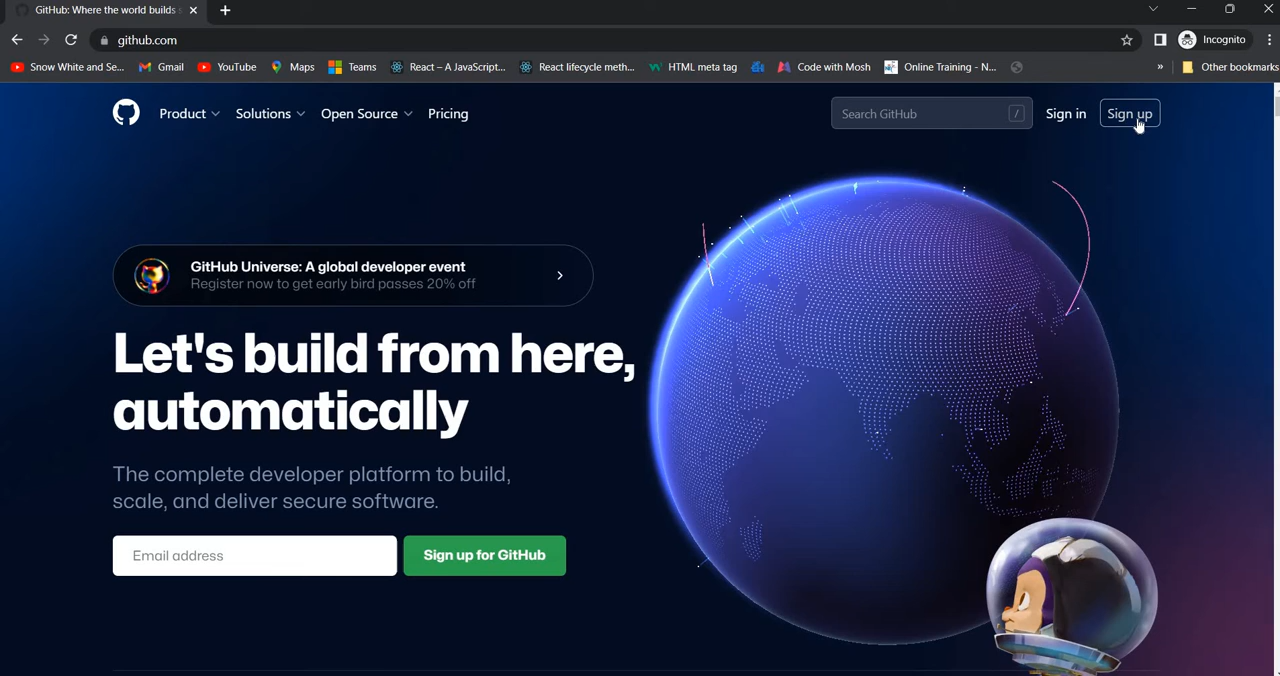 GitHub: Where the world builds s
github.com
Incognito
Snow White and Se...
Gmail
YouTube
Maps
Teams
React – A JavaScript...
React lifecycle meth...
HTML meta tag
Code with Mosh
Online Training - N...
»
Other bookmarks
Product
Solutions
Open Source
Pricing
Search GitHub
/
Sign in
Sign up
GitHub Universe: A global developer event
Register now to get early bird passes 20% off
Let's build from here,
automatically
The complete developer platform to build,
scale, and deliver secure software.
Email address
Sign up for GitHub